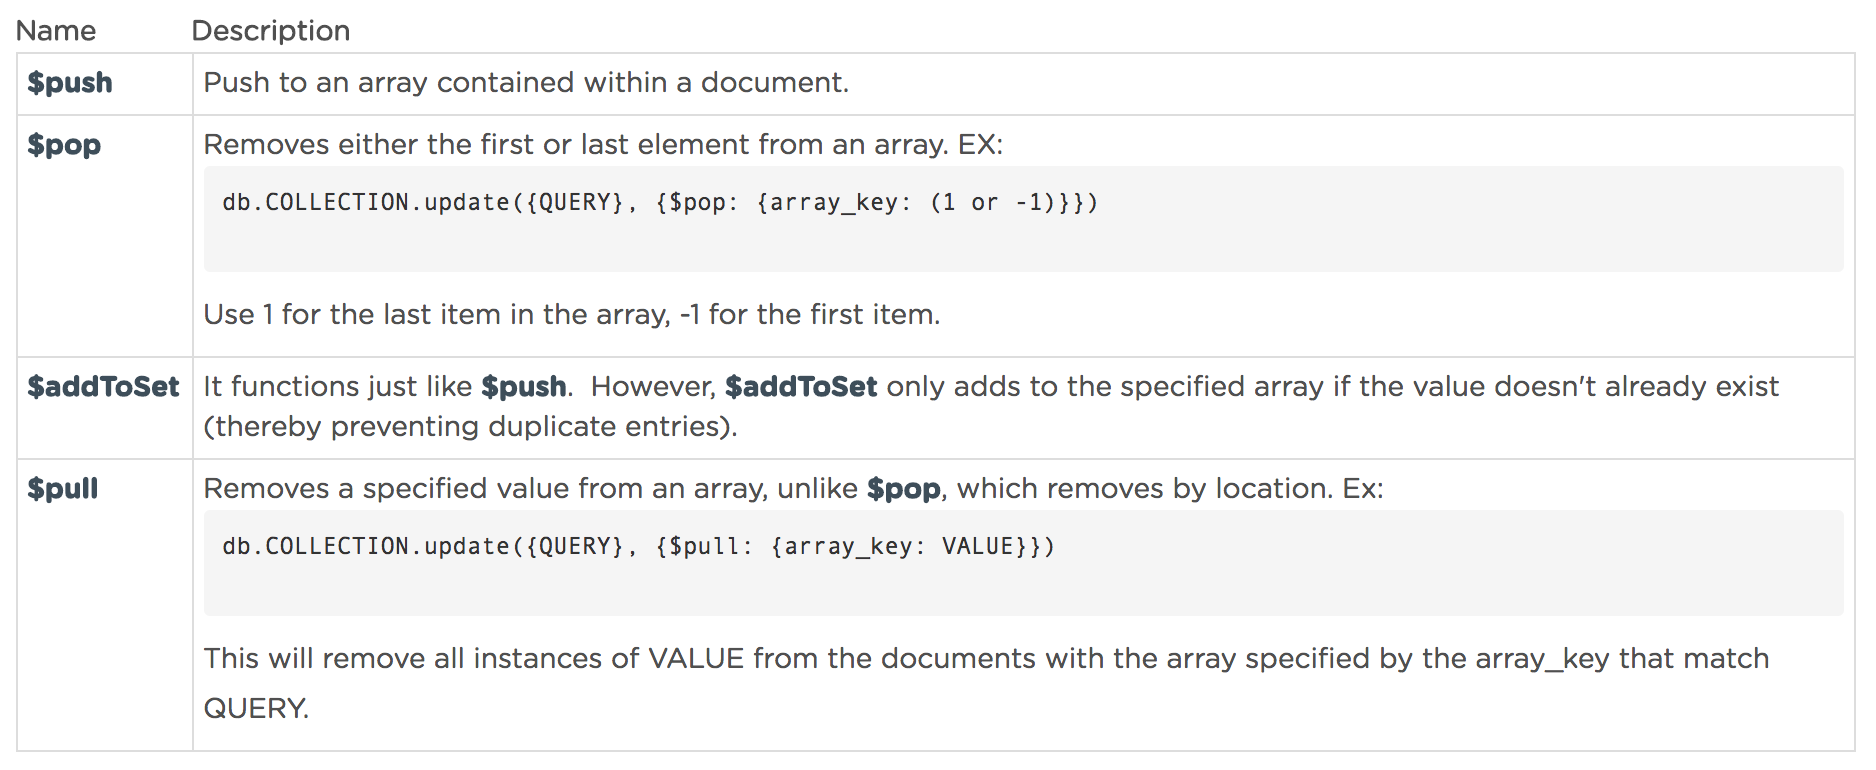 Name Description
$push Push to an array contained within a document.
$pop Removes either the first or last element from an array. EX:
db.COLLECTION.update({QUERY}, {$pop: {array_key: (1 or -1)}})
Use 1 for the last item in the array, -1 for the first item.
$addToSet It functions just like $push.  However, $addToSet only adds to the specified array if the value doesn't already exist
(thereby preventing duplicate entries).
$pull Removes a specified value from an array, unlike $pop, which removes by location. Ex:
db.COLLECTION.update({QUERY}, {$pull: {array_key: VALUE}})
This will remove all instances of VALUE from the documents with the array specified by the array_key that match
QUERY.